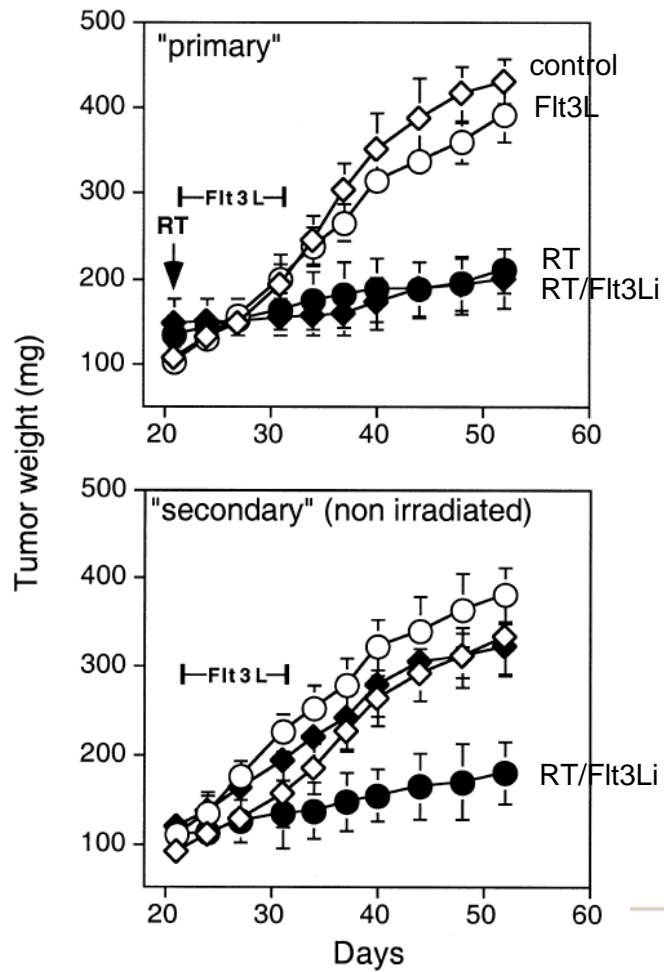 500
"primary"
control
Flt3L
400
300
Flt3L
RT
200
RT
RT/Flt3Li
100
20 30 40 50 60
Tumor weight (mg)
500
"secondary" (non irradiated)
400
300
Flt3L
200
RT/Flt3Li
100
20 30 40 50 60
Days